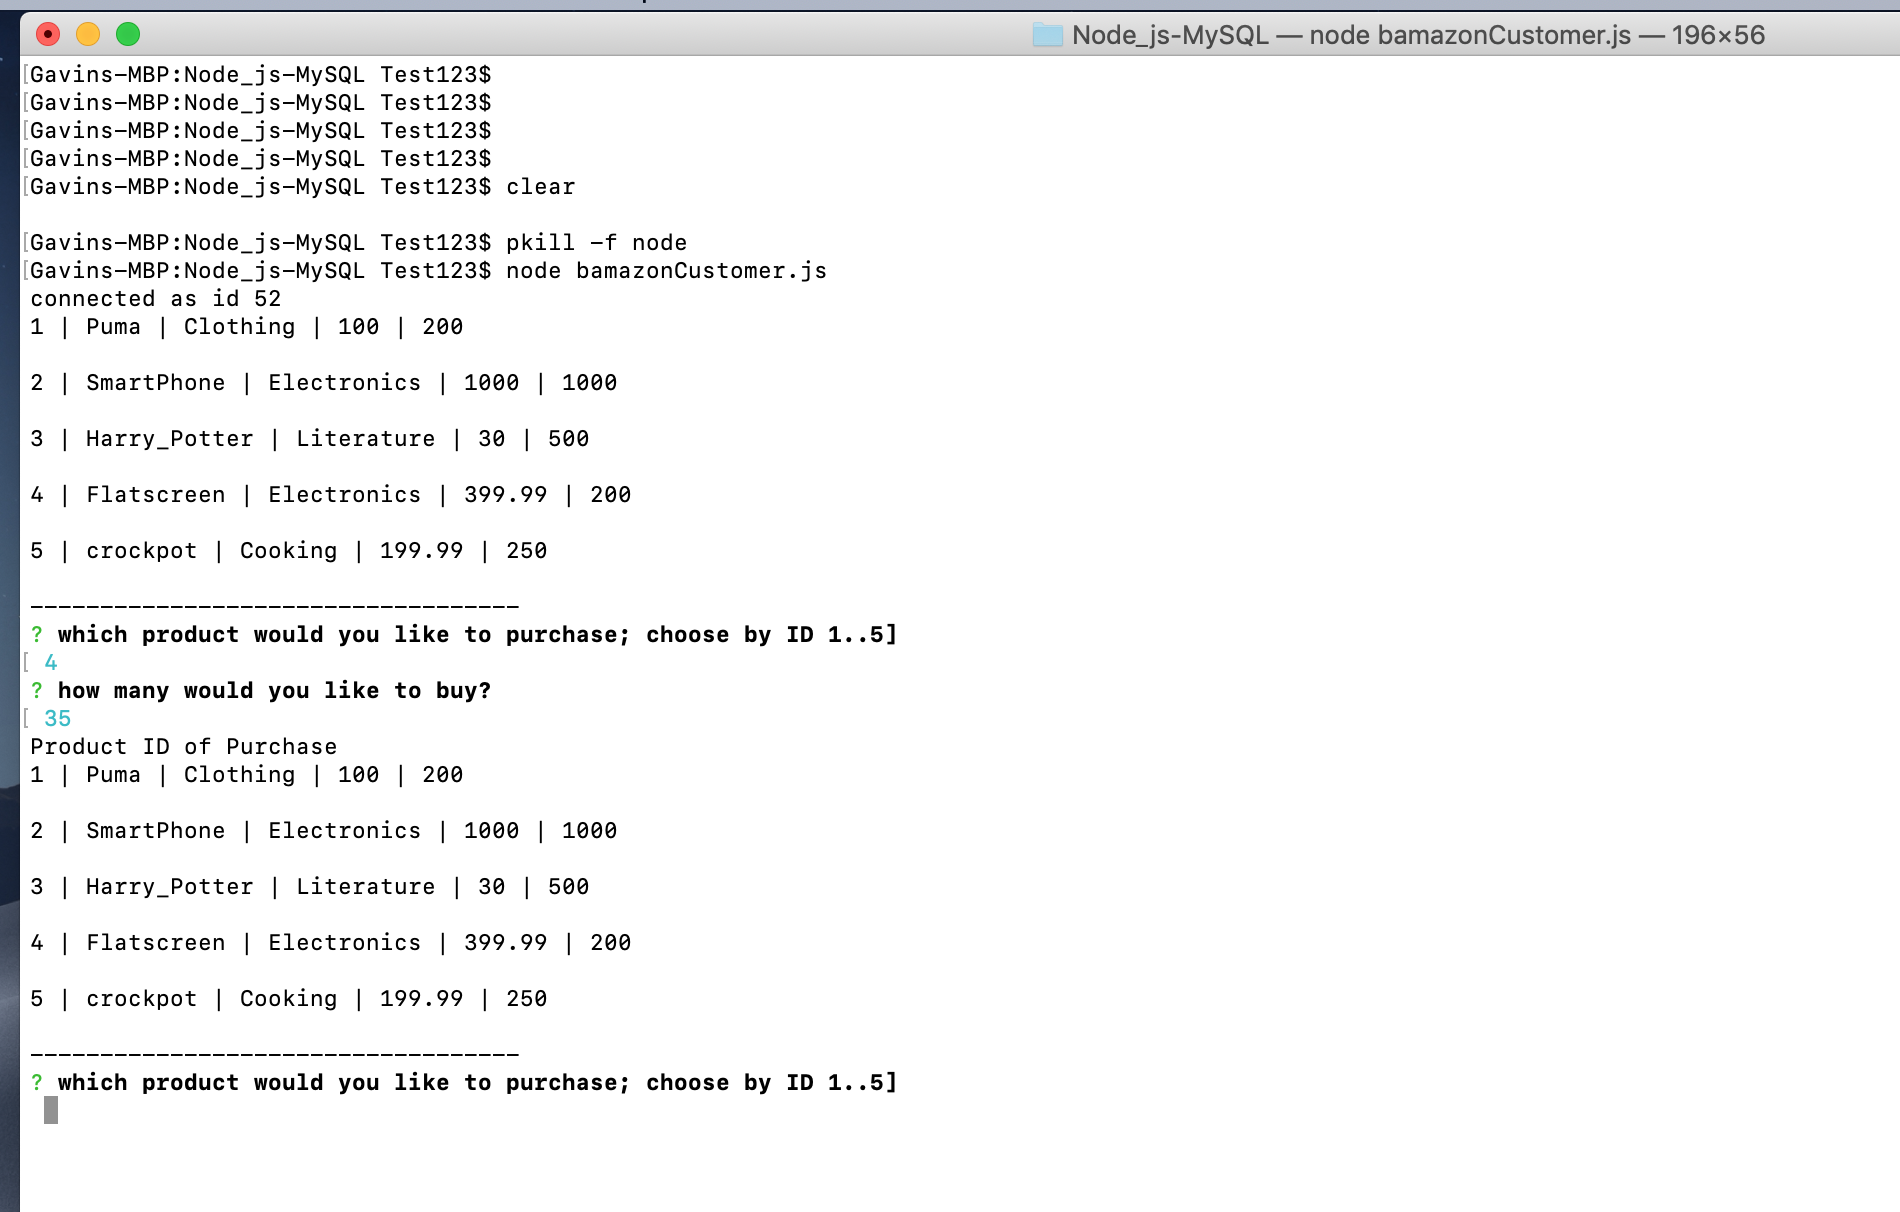 Node_js-MySQL — node bamazonCustomer.js — 196×56
[Gavins-MBP:Node_js-MySQL Test123$
[Gavins-MBP:Node_js-MySQL Test123$
[Gavins-MBP:Node_js-MySQL Test123$
[Gavins-MBP:Node_js-MySQL Test123$
[Gavins-MBP:Node_js-MySQL Test123$ clear
[Gavins-MBP:Node_js-MySQL Test123$ pkill -f node
[Gavins-MBP:Node_js-MySQL Test123$ node bamazonCustomer.js
connected as id 52
1 | Puma | Clothing | 100 | 200
2 | SmartPhone | Electronics | 1000 | 1000
3 | Harry_Potter | Literature | 30 | 500
4 | Flatscreen | Electronics | 399.99 | 200
5 | crockpot | Cooking | 199.99 | 250
-----------------------------------
? which product would you like to purchase; choose by ID 1..5]
[ 4
? how many would you like to buy?
[ 35
Product ID of Purchase
1 | Puma | Clothing | 100 | 200
2 | SmartPhone | Electronics | 1000 | 1000
3 | Harry_Potter | Literature | 30 | 500
4 | Flatscreen | Electronics | 399.99 | 200
5 | crockpot | Cooking | 199.99 | 250
-----------------------------------
? which product would you like to purchase; choose by ID 1..5]